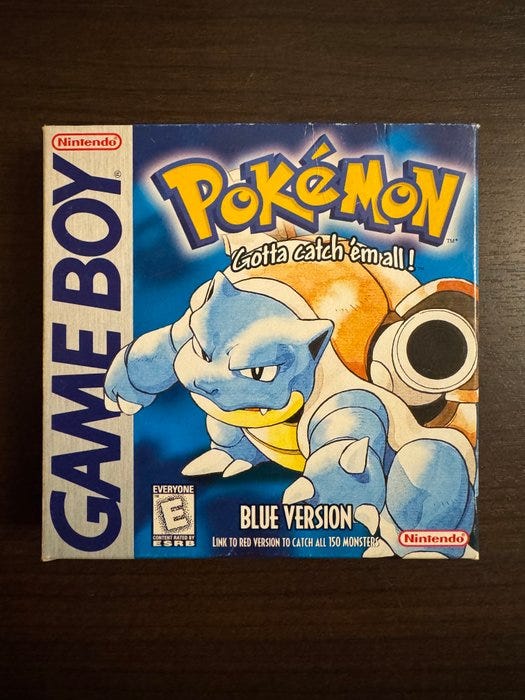 Nintendo®
GAME BOY®
POKéMON™
Gotta catch 'em all!™
EVERYONE
E
CONTENT RATED BY
ESRB
BLUE VERSION
LINK TO RED VERSION TO CATCH ALL 150 MONSTERS
Nintendo®